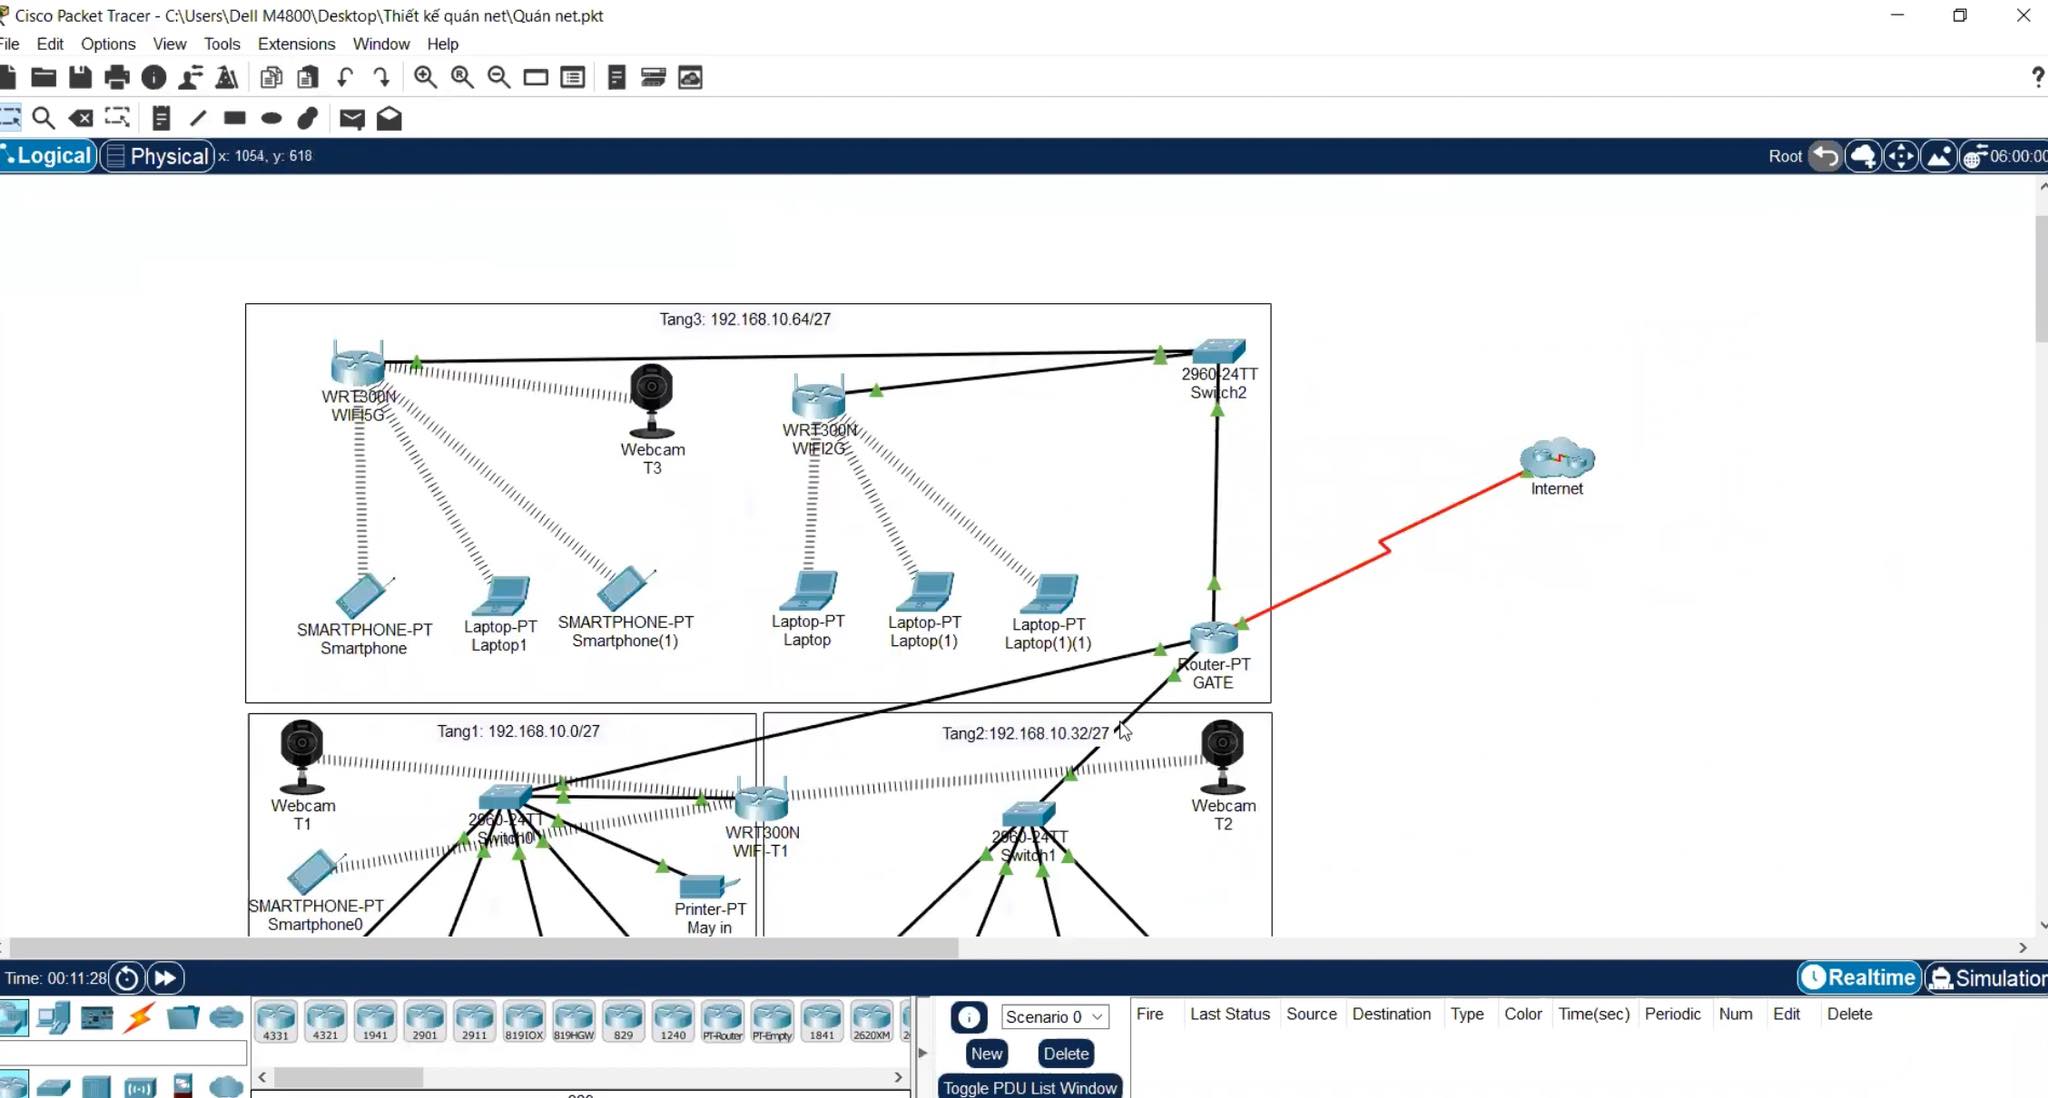 Cisco Packet Tracer - C:\Users\Dell M4800\Desktop\Thiết kế quán net\Quán net.pkt
File Edit Options View Tools Extensions Window Help
?
Logical Physical x: 1054, y: 618
Root 06:00:00
Tang3: 192.168.10.64/27
WRT300N
WIFI5G
Webcam
T3
WRT300N
WIFI2G
2960-24TT
Switch2
Internet
SMARTPHONE-PT
Smartphone
Laptop-PT
Laptop1
SMARTPHONE-PT
Smartphone(1)
Laptop-PT
Laptop
Laptop-PT
Laptop(1)
Laptop-PT
Laptop(1)(1)
Router-PT
GATE
Tang1: 192.168.10.0/27
Tang2:192.168.10.32/27
Webcam
T1
2960-24TT
Switch0
WRT300N
WIFI-T1
2960-24TT
Switch1
Webcam
T2
SMARTPHONE-PT
Smartphone0
Printer-PT
May in
Time: 00:11:28
Realtime Simulation
4331 4321 1941 2901 2911 819IOX 819HGW 829 1240 PT-Router PT-Empty 1841 2620XM
Scenario 0
New Delete
Toggle PDU List Window
Fire Last Status Source Destination Type Color Time(sec) Periodic Num Edit Delete